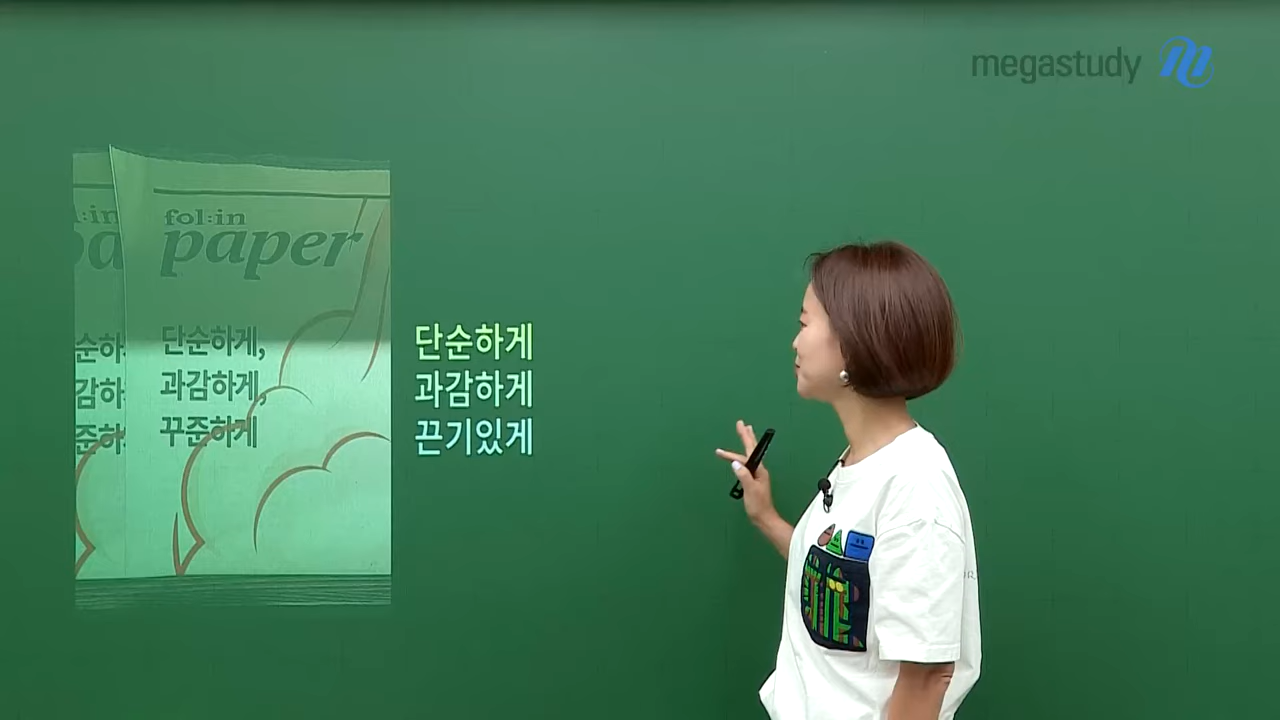 megastudy
fol:in
paper
단순하게,
과감하게,
꾸준하게
단순하게
과감하게
끈기있게